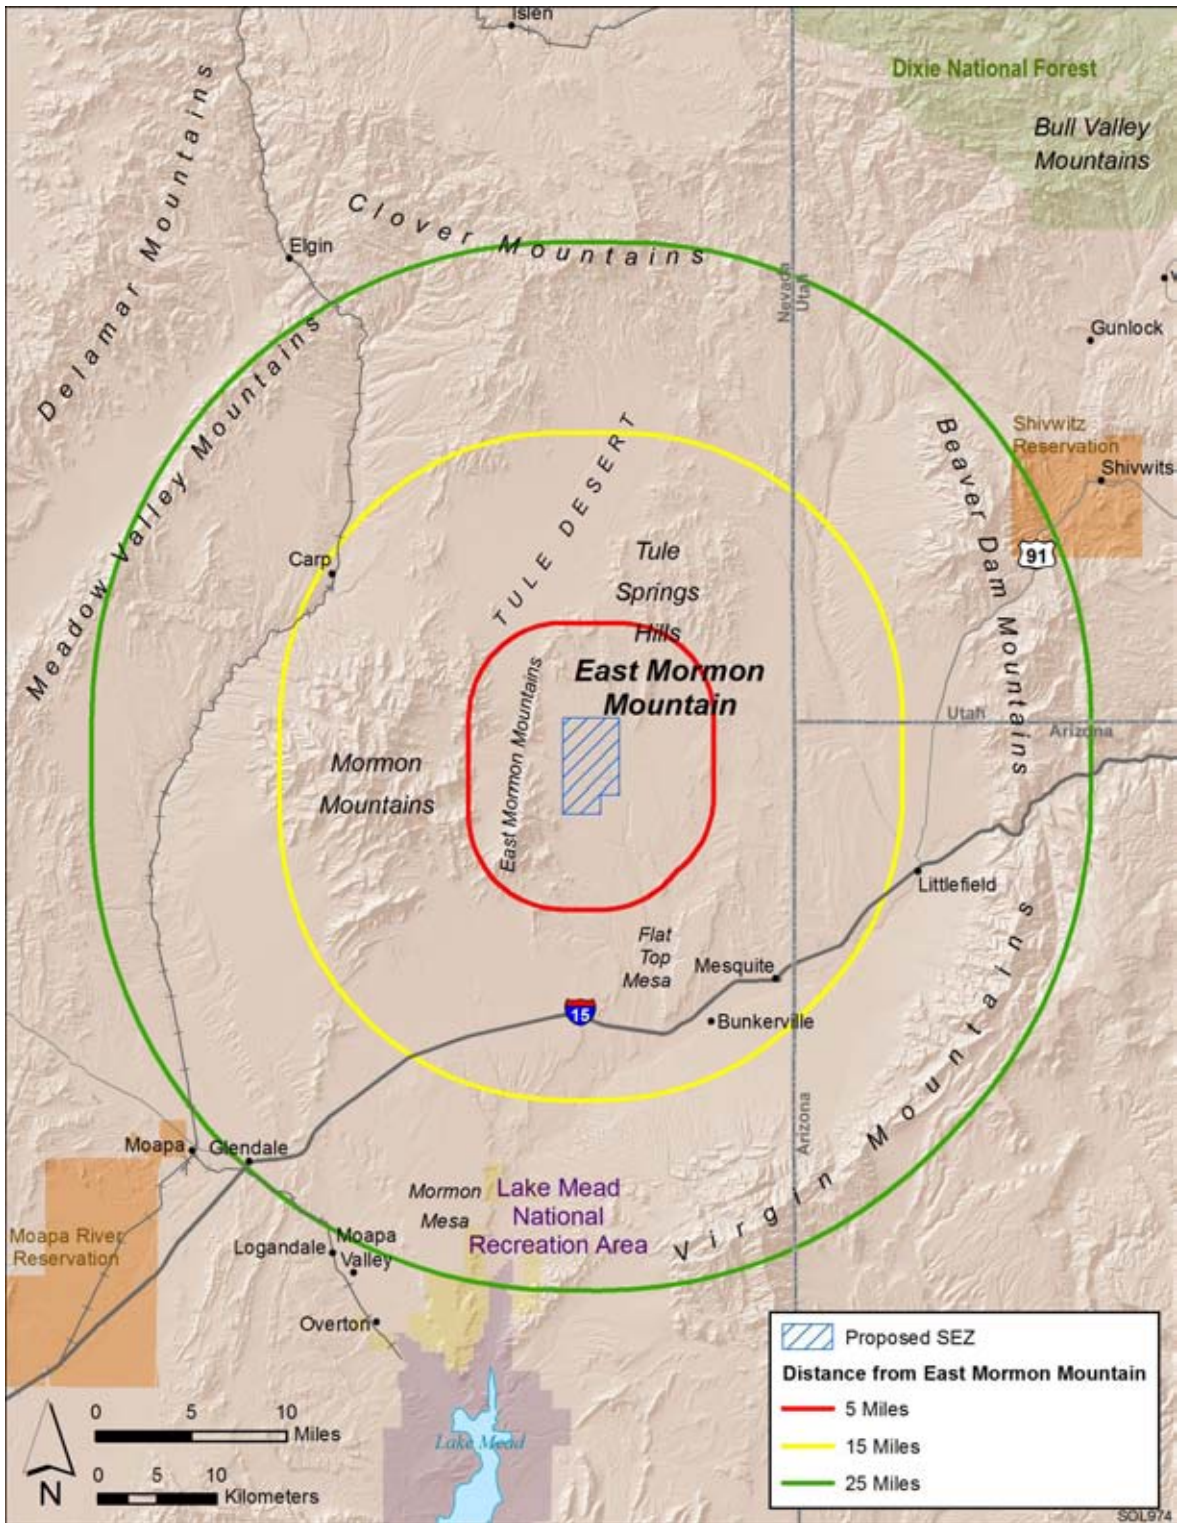 Islen
Dixie National Forest
Bull Valley
Mountains
Delamar Mountains
Clover Mountains
Elgin
Nevada
Utah
Gunlock
Meadow Valley Mountains
TULE DESERT
Beaver Dam Mountains
Shivwitz
Reservation
Shivwits
91
Carp
Tule
Springs
Hills
East Mormon
Mountain
East Mormon Mountains
Mormon
Mountains
Utah
Arizona
Littlefield
Flat
Top
Mesa
Mesquite
15
Bunkerville
Virgin Mountains
Arizona
Moapa
Glendale
Moapa River
Reservation
Mormon
Mesa
Lake Mead
National
Recreation Area
Logandale
Moapa
Valley
Overton
Lake Mead
0 5 10
Miles
0 5 10
Kilometers
N
Proposed SEZ
Distance from East Mormon Mountain
5 Miles
15 Miles
25 Miles
SOL974